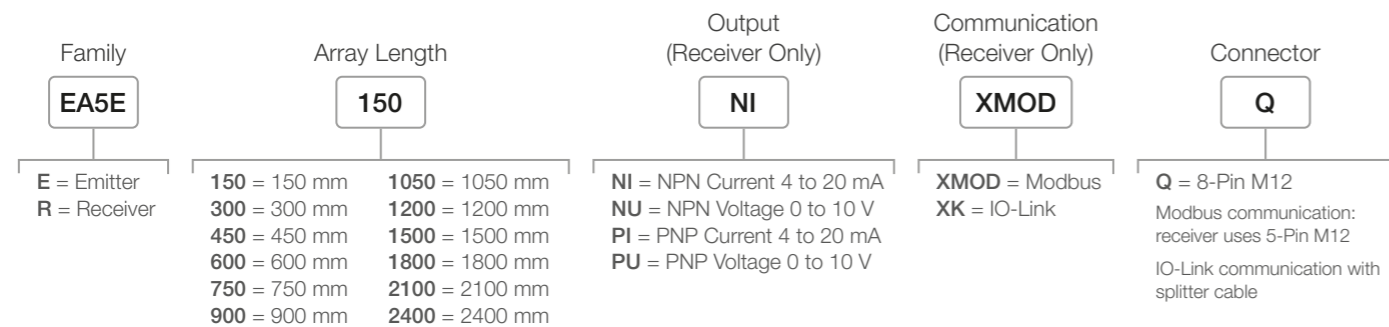 Family
EA5E
E = Emitter
R = Receiver
Array Length
150
150 = 150 mm
300 = 300 mm
450 = 450 mm
600 = 600 mm
750 = 750 mm
900 = 900 mm
1050 = 1050 mm
1200 = 1200 mm
1500 = 1500 mm
1800 = 1800 mm
2100 = 2100 mm
2400 = 2400 mm
Output
(Receiver Only)
NI
NI = NPN Current 4 to 20 mA
NU = NPN Voltage 0 to 10 V
PI = PNP Current 4 to 20 mA
PU = PNP Voltage 0 to 10 V
Communication
(Receiver Only)
XMOD
XMOD = Modbus
XK = IO-Link
Connector
Q
Q = 8-Pin M12
Modbus communication:
receiver uses 5-Pin M12
IO-Link communication with
splitter cable